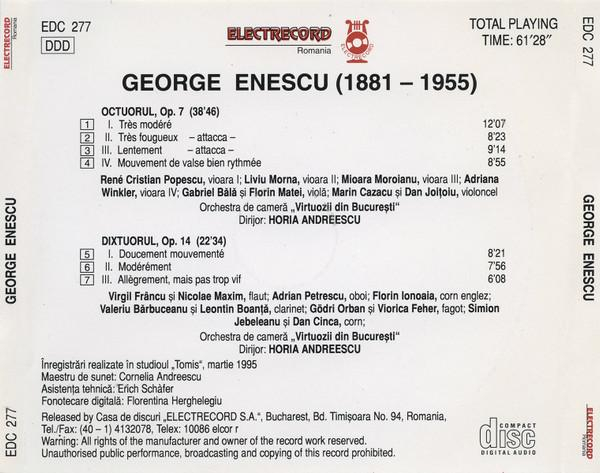 EDC 277
DDD
ELECTRECORD
Romania
ELECTRECORD
TOTAL PLAYING
TIME: 61'28"
GEORGE ENESCU (1881 – 1955)
OCTUORUL, Op. 7 (38'46)
1 I. Très modéré 12'07
2 II. Très fougueux – attacca – 8'23
3 III. Lentement – attacca – 9'14
4 IV. Mouvement de valse bien rythmée 8'55
René Cristian Popescu, vioara I; Liviu Morna, vioara II; Mioara Moroianu, vioara III; Adriana
Winkler, vioara IV; Gabriel Bălă și Florin Matei, violă; Marin Cazacu și Dan Joițoiu, violoncel
Orchestra de cameră „Virtuozii din București"
Dirijor: HORIA ANDREESCU
DIXTUORUL, Op. 14 (22'34)
5 I. Doucement mouvementé 8'21
6 II. Modérément 7'56
7 III. Allègrement, mais pas trop vif 6'08
Virgil Frâncu și Nicolae Maxim, flaut; Adrian Petrescu, oboi; Florin Ionoaia, corn englez;
Valeriu Bărbuceanu și Leontin Boanță, clarinet; Gödri Orban și Viorica Feher, fagot; Simion
Jebeleanu și Dan Cinca, corn;
Orchestra de cameră „Virtuozii din București"
Dirijor: HORIA ANDREESCU
Înregistrări realizate în studioul „Tomis", martie 1995
Maestru de sunet: Cornelia Andreescu
Asistența tehnică: Erich Schäfer
Fonotecare digitală: Florentina Herghelegiu
Released by Casa de discuri „ELECTRECORD S.A.", Bucharest, Bd. Timișoara No. 94, Romania,
Tel./Fax: (40 – 1) 4132078, Telex: 10086 elcor r
Warning: All rights of the manufacturer and owner of the record work reserved.
Unauthorised public performance, broadcasting and copying of this record prohibited.
COMPACT
disc
DIGITAL AUDIO
ELECTRECORD
Romania
GEORGE ENESCU
EDC 277
EDC 277
GEORGE ENESCU
ELECTRECORD
Romania